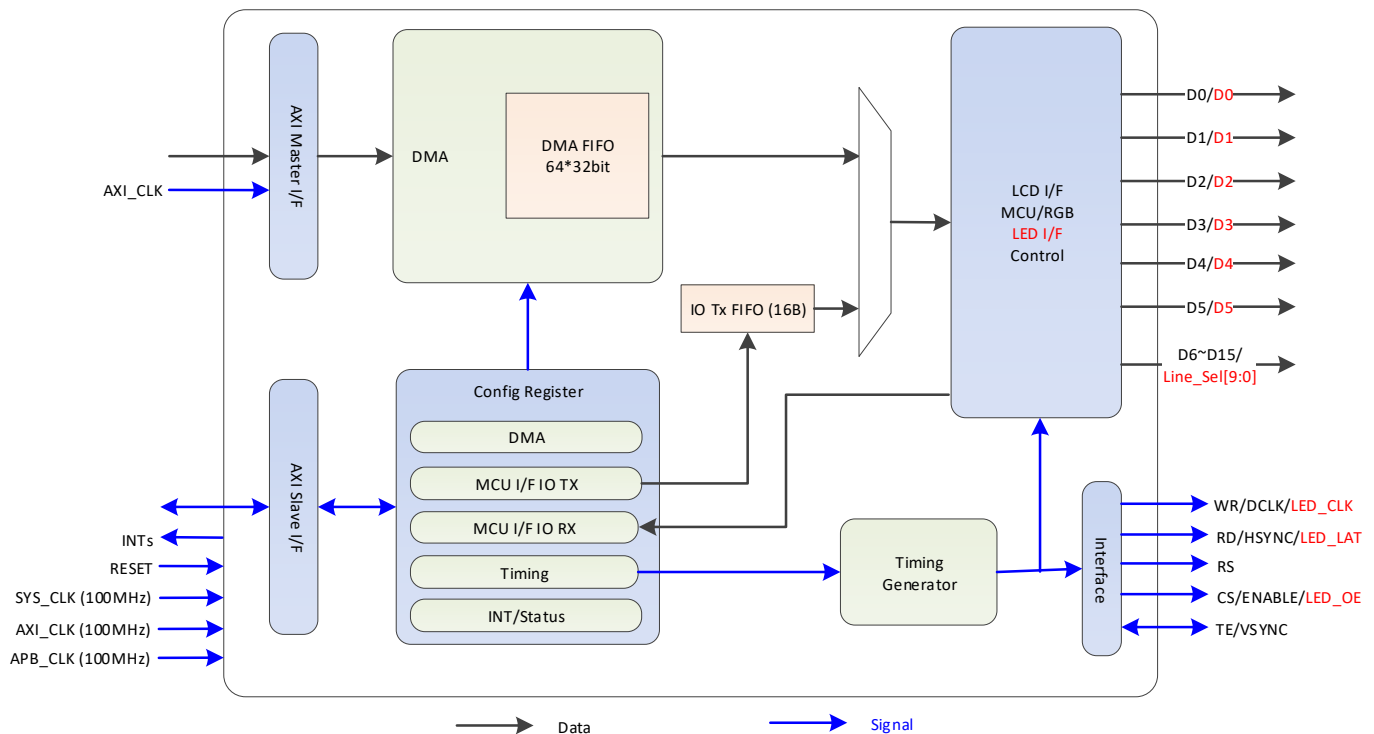 AXI Master I/F
AXI_CLK
DMA
DMA FIFO
64*32bit
IO Tx FIFO (16B)
LCD I/F
MCU/RGB
LED I/F
Control
D0/D0
D1/D1
D2/D2
D3/D3
D4/D4
D5/D5
D6~D15/
Line_Sel[9:0]
AXI Slave I/F
INTs
RESET
SYS_CLK (100MHz)
AXI_CLK (100MHz)
APB_CLK (100MHz)
Config Register
DMA
MCU I/F IO TX
MCU I/F IO RX
Timing
INT/Status
Timing
Generator
Interface
WR/DCLK/LED_CLK
RD/HSYNC/LED_LAT
RS
CS/ENABLE/LED_OE
TE/VSYNC
Data
Signal